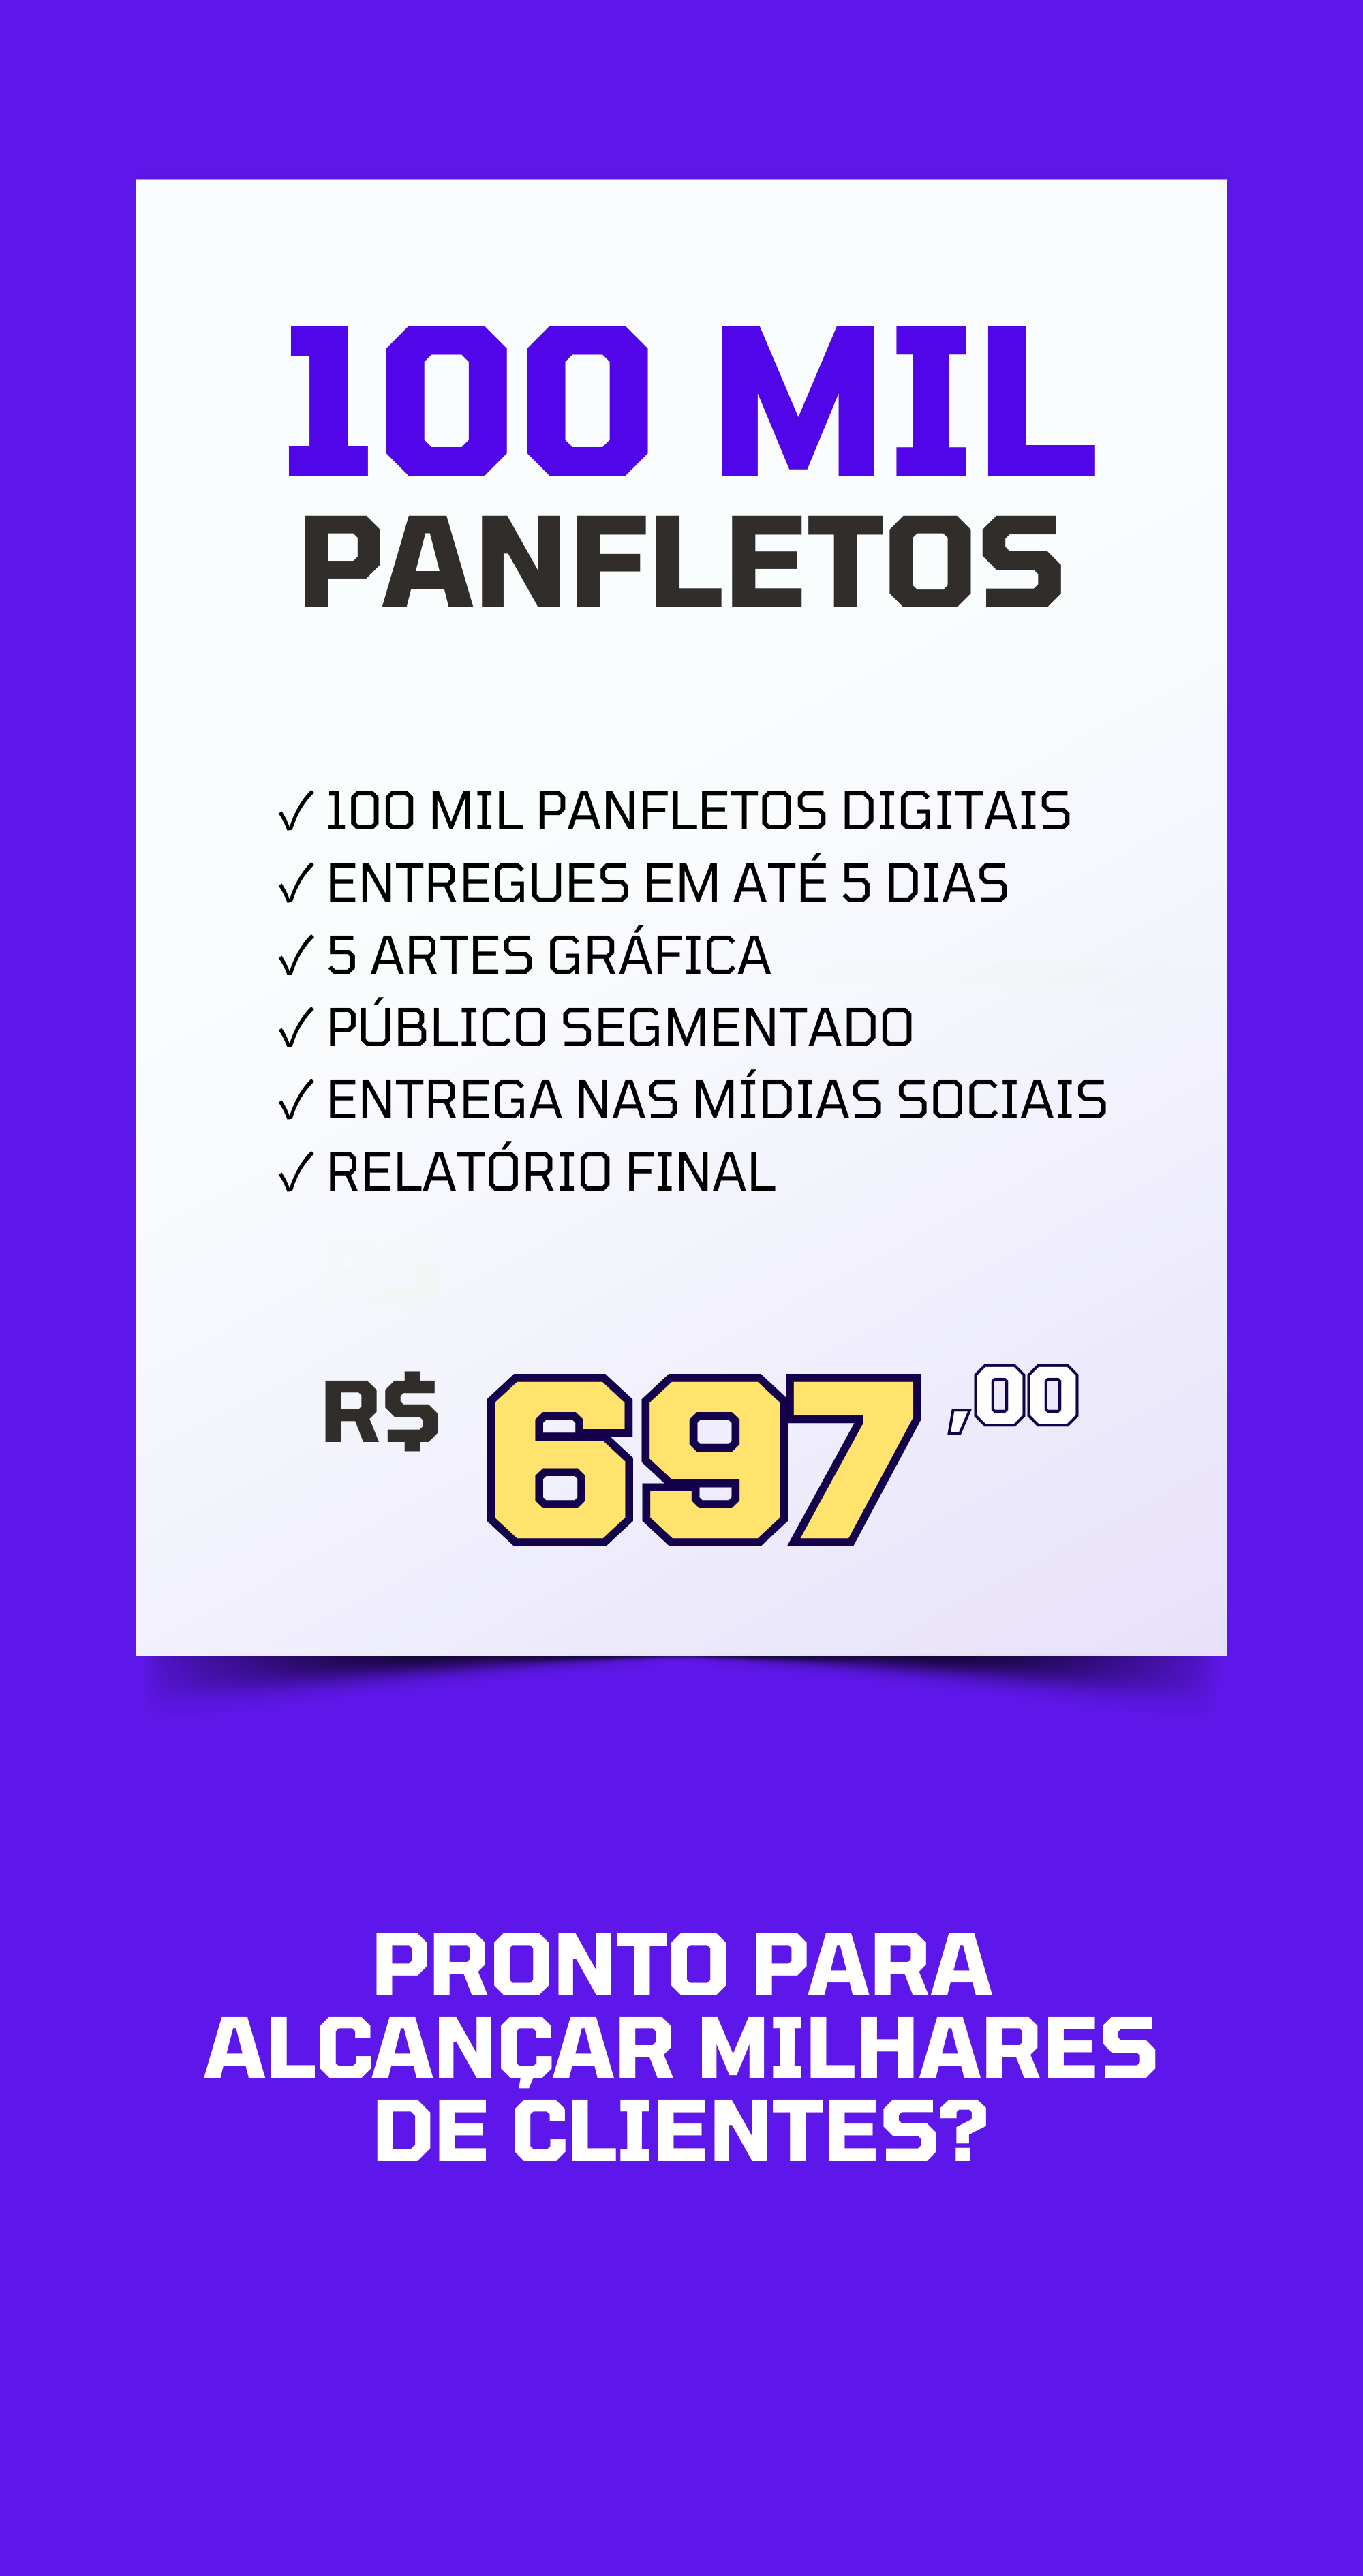 100 MIL
PANFLETOS
✓ 100 MIL PANFLETOS DIGITAIS
✓ ENTREGUES EM ATÉ 5 DIAS
✓ 5 ARTES GRÁFICA
✓ PÚBLICO SEGMENTADO
✓ ENTREGA NAS MÍDIAS SOCIAIS
✓ RELATÓRIO FINAL
R$
R$ 697,00
PRONTO PARA
ALCANÇAR MILHARES
DE CLIENTES?